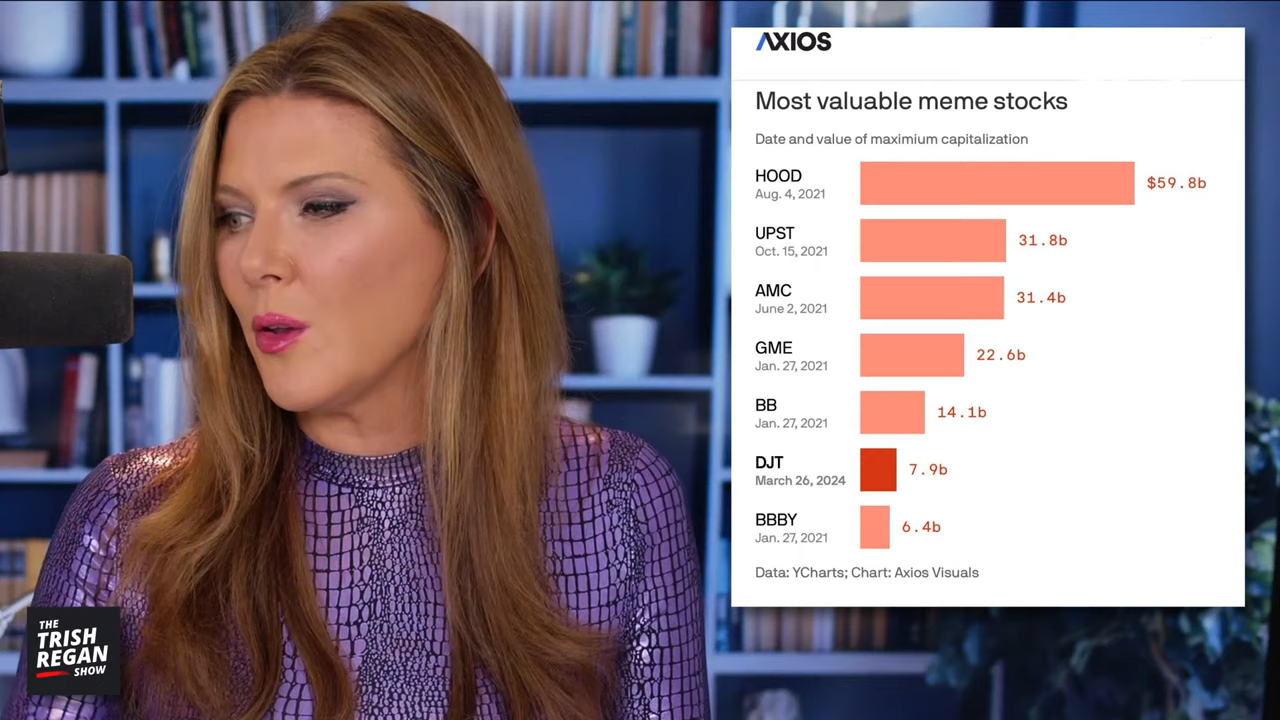 AXIOS
Most valuable meme stocks
Date and value of maximium capitalization
HOOD
Aug. 4, 2021
$59.8b
UPST
Oct. 15, 2021
31.8b
AMC
June 2, 2021
31.4b
GME
Jan. 27, 2021
22.6b
BB
Jan. 27, 2021
14.1b
DJT
March 26, 2024
7.9b
BBBY
Jan. 27, 2021
6.4b
Data: YCharts; Chart: Axios Visuals
THE
TRISH
REGAN
SHOW